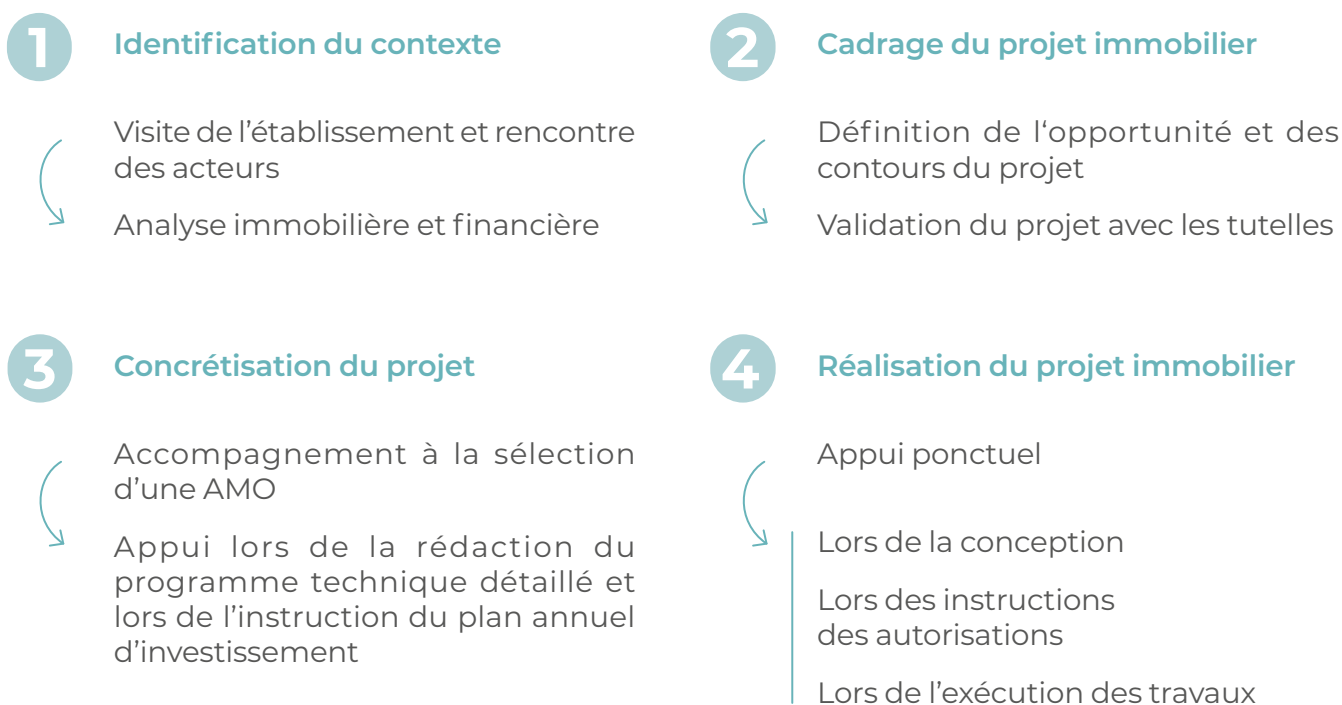 1
Identification du contexte
Visite de l’établissement et rencontre
des acteurs
Analyse immobilière et financière
2
Cadrage du projet immobilier
Définition de l‘opportunité et des
contours du projet
Validation du projet avec les tutelles
3
Concrétisation du projet
Accompagnement à la sélection
d’une AMO
Appui lors de la rédaction du
programme technique détaillé et
lors de l’instruction du plan annuel
d’investissement
4
Réalisation du projet immobilier
Appui ponctuel
Lors de la conception
Lors des instructions
des autorisations
Lors de l’exécution des travaux